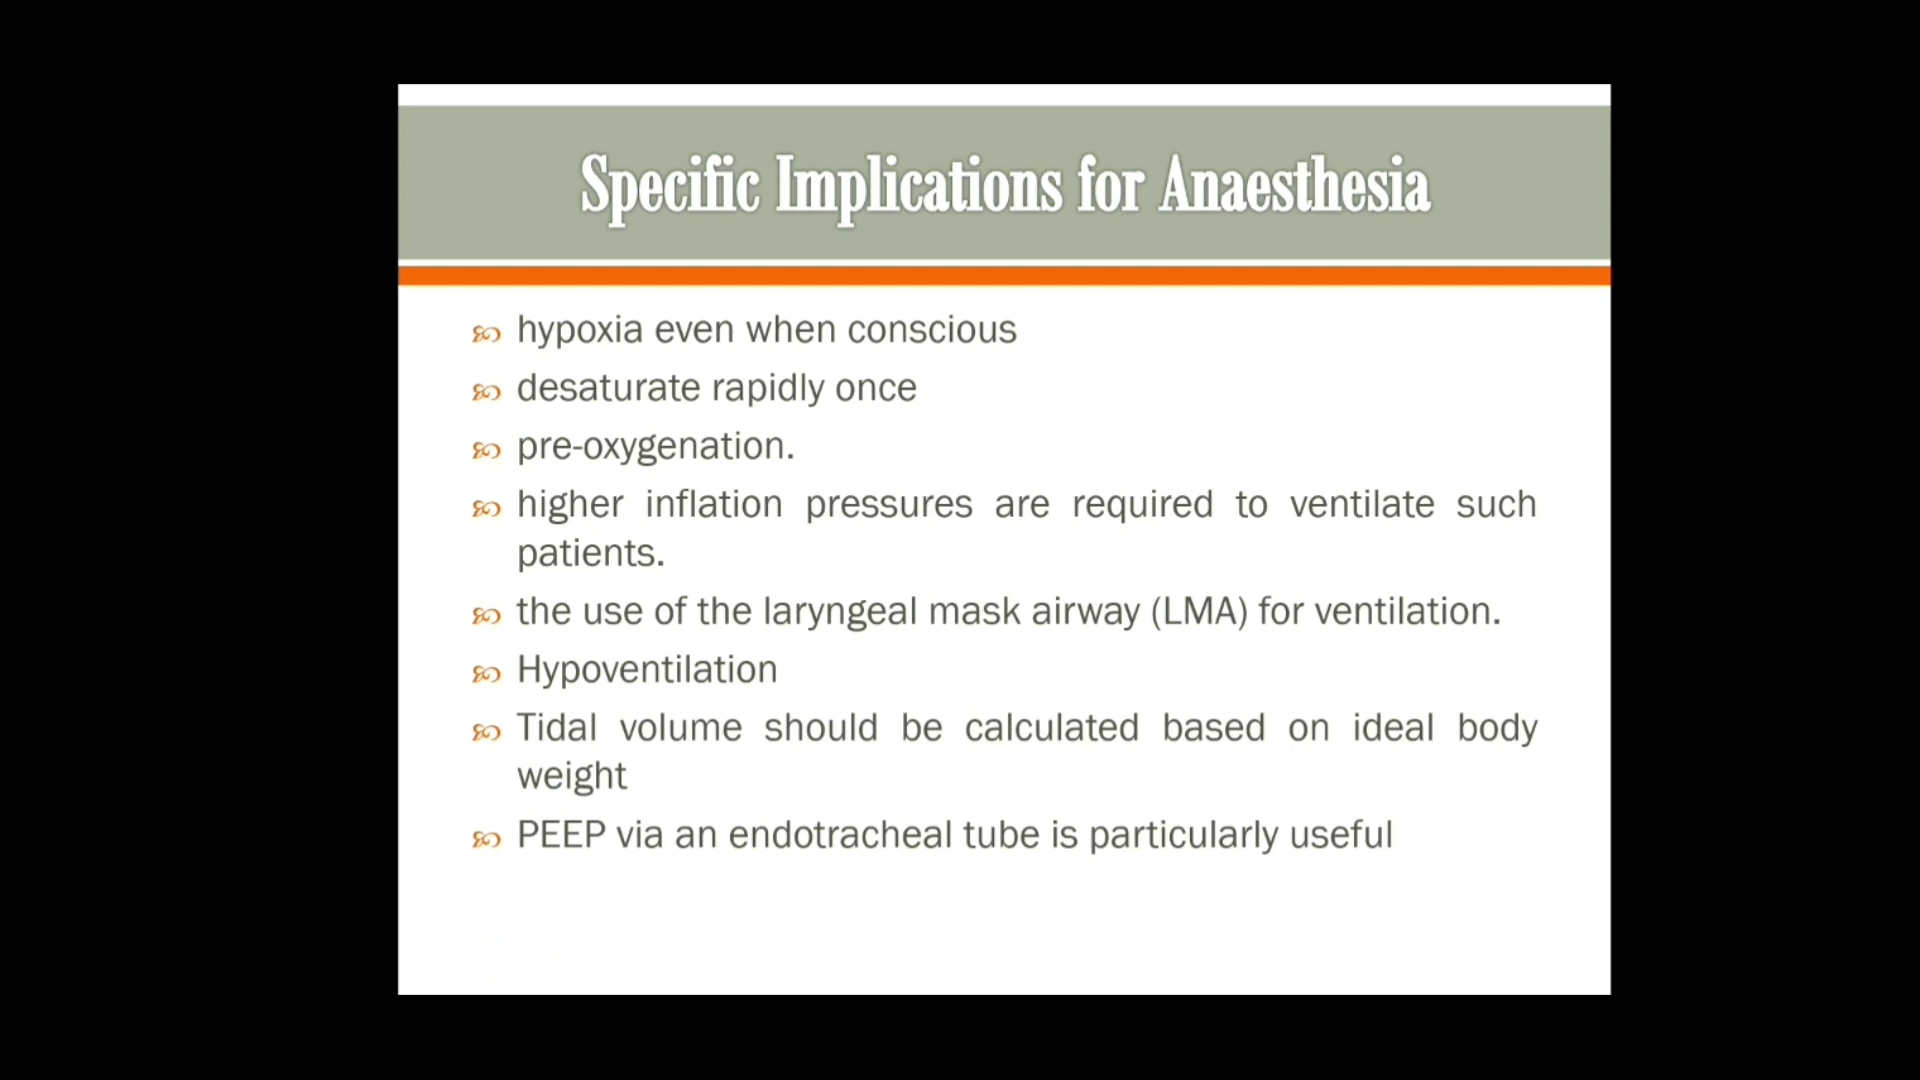 Specific Implications for Anaesthesia
hypoxia even when conscious
desaturate rapidly once
pre-oxygenation.
higher inflation pressures are required to ventilate such
patients.
the use of the laryngeal mask airway (LMA) for ventilation.
Hypoventilation
Tidal volume should be calculated based on ideal body
weight
PEEP via an endotracheal tube is particularly useful